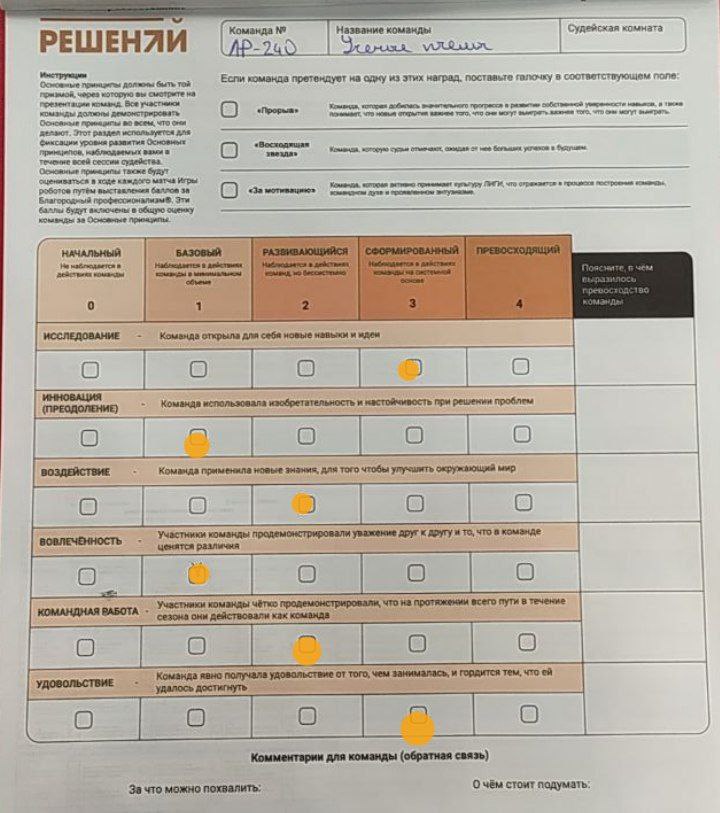 РЕШЕНИЙ
Команда №
ЛР-240
Название команды
Ученое племя
Судейская комната
Инструкции
Основные принципы должны быть той
призмой, через которую вы смотрите на
презентации команд. Все участники
команды должны демонстрировать
Основные принципы во всем, что они
делают. Этот раздел используется для
фиксации уровня развития Основных
принципов, наблюдаемых вами в
течение всей сессии судейства.
Основные принципы также будут
оцениваться в ходе каждого матча Игры
роботов путём выставления баллов за
Благородный профессионализм®. Эти
баллы будут включены в общую оценку
команды за Основные принципы.
Если команда претендует на одну из этих наград, поставьте галочку в соответствующем поле:
«Прорыв»
Команда, которая добилась значительного прогресса в развитии собственной уверенности навыков, а также
понимает, что новые открытия важнее того, что они могут выиграть.важнее того, что они могут выиграть.
«Восходящая
звезда»
Команда, которую судьи отмечают, ожидая от нее больших успехов в будущем.
«За мотивацию»
Команда, которая активно принимает культуру ЛИГИ, что отражается в процессе построения команды,
командном духе и проявленном энтузиазме.
НАЧАЛЬНЫЙ
Не наблюдается в
действиях команды
0
БАЗОВЫЙ
Наблюдается в действиях
команды в минимальном
объеме
1
РАЗВИВАЮЩИЙСЯ
Наблюдается в действиях
команд, но бессистемно
2
СФОРМИРОВАННЫЙ
Наблюдается в действиях
команды на системной
основе
3
ПРЕВОСХОДЯЩИЙ
4
Поясните, в чём
выразилось
превосходство
команды
ИССЛЕДОВАНИЕ - Команда открыла для себя новые навыки и идеи
ИННОВАЦИЯ
(ПРЕОДОЛЕНИЕ) - Команда использовала изобретательность и настойчивость при решении проблем
ВОЗДЕЙСТВИЕ - Команда применила новые знания, для того чтобы улучшить окружающий мир
ВОВЛЕЧЁННОСТЬ - Участники команды продемонстрировали уважение друг к другу и то, что в команде
ценятся различия
КОМАНДНАЯ РАБОТА - Участники команды чётко продемонстрировали, что на протяжении всего пути в течение
сезона они действовали как команда
УДОВОЛЬСТВИЕ - Команда явно получала удовольствие от того, чем занималась, и гордится тем, что ей
удалось достигнуть
Комментарии для команды (обратная связь)
За что можно похвалить:
О чём стоит подумать: